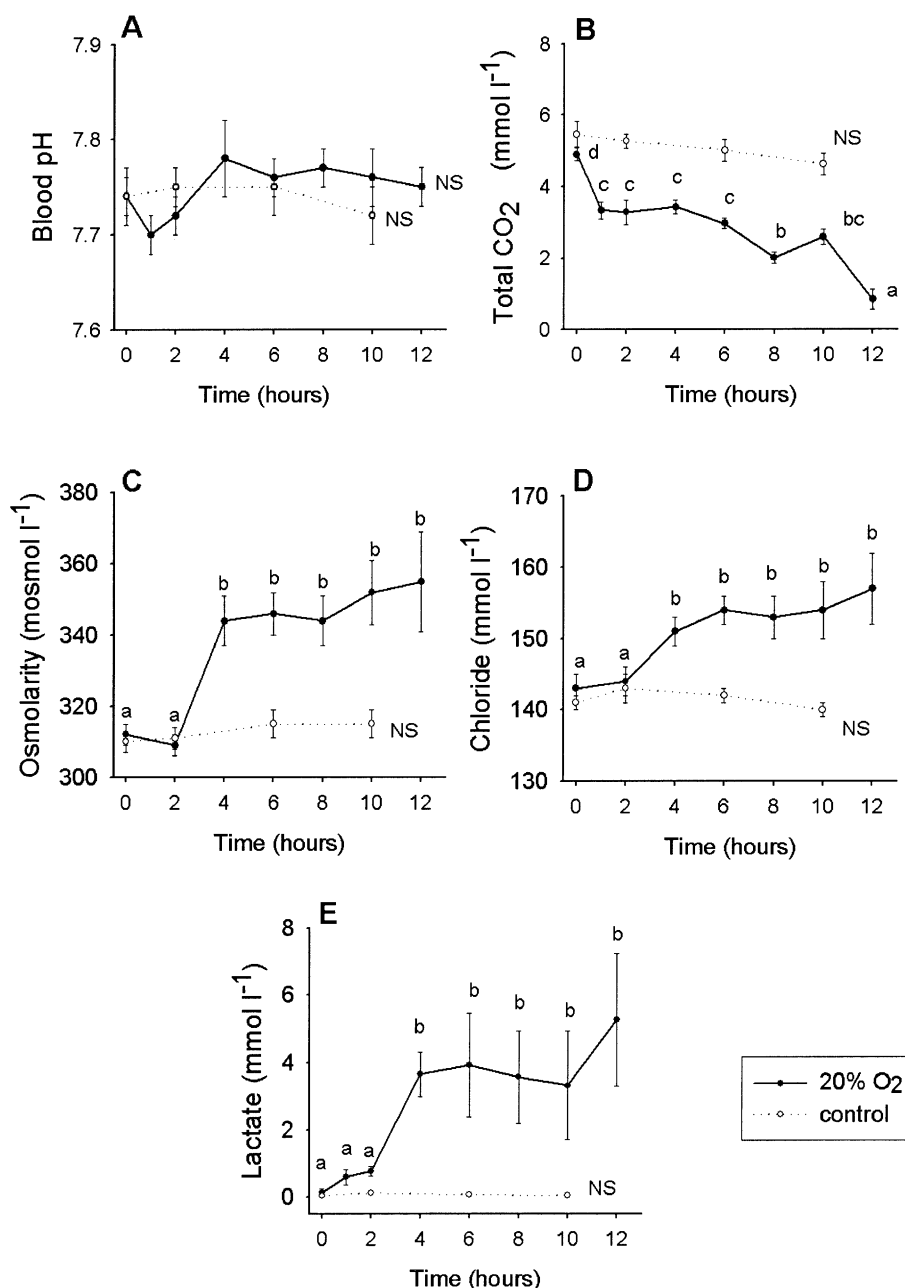 A
7.9
7.8
7.7
7.6
Blood pH
NS
NS
0 2 4 6 8 10 12
Time (hours)
B
8
6
4
2
0
Total CO2 (mmol l-1)
NS
d
c c c c b bc a
0 2 4 6 8 10 12
Time (hours)
C
380
360
340
320
300
Osmolarity (mosmol l-1)
a a b b b b b
NS
0 2 4 6 8 10 12
Time (hours)
D
170
160
150
140
130
Chloride (mmol l-1)
a a b b b b b
NS
0 2 4 6 8 10 12
Time (hours)
E
8
6
4
2
0
Lactate (mmol l-1)
a a a b b b b b
NS
0 2 4 6 8 10 12
Time (hours)
20% O2
control